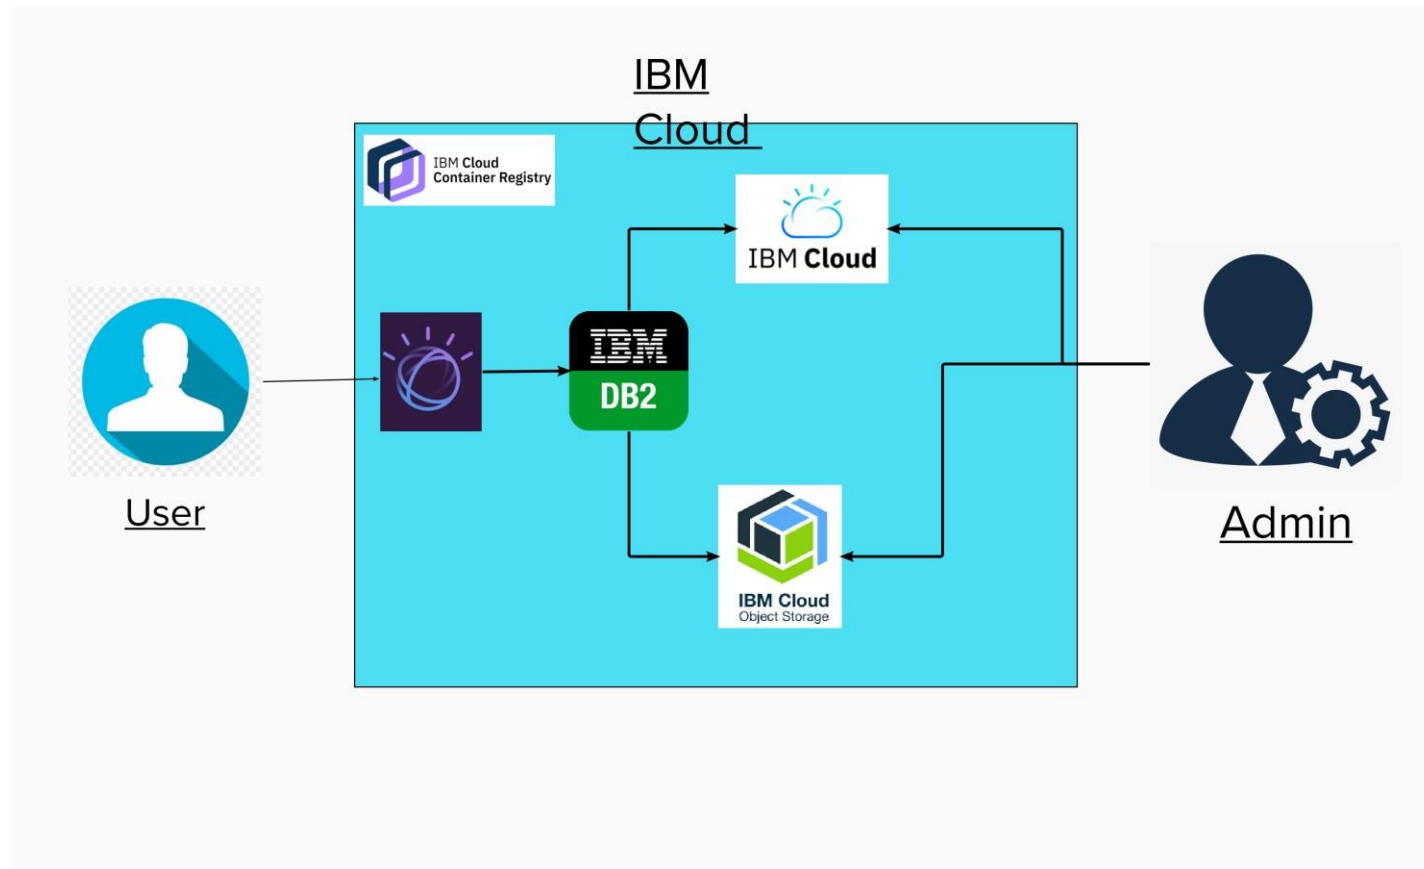 IBM
Cloud
IBM Cloud
Container Registry
IBM Cloud
IBM
DB2
User
IBM Cloud
Object Storage
Admin